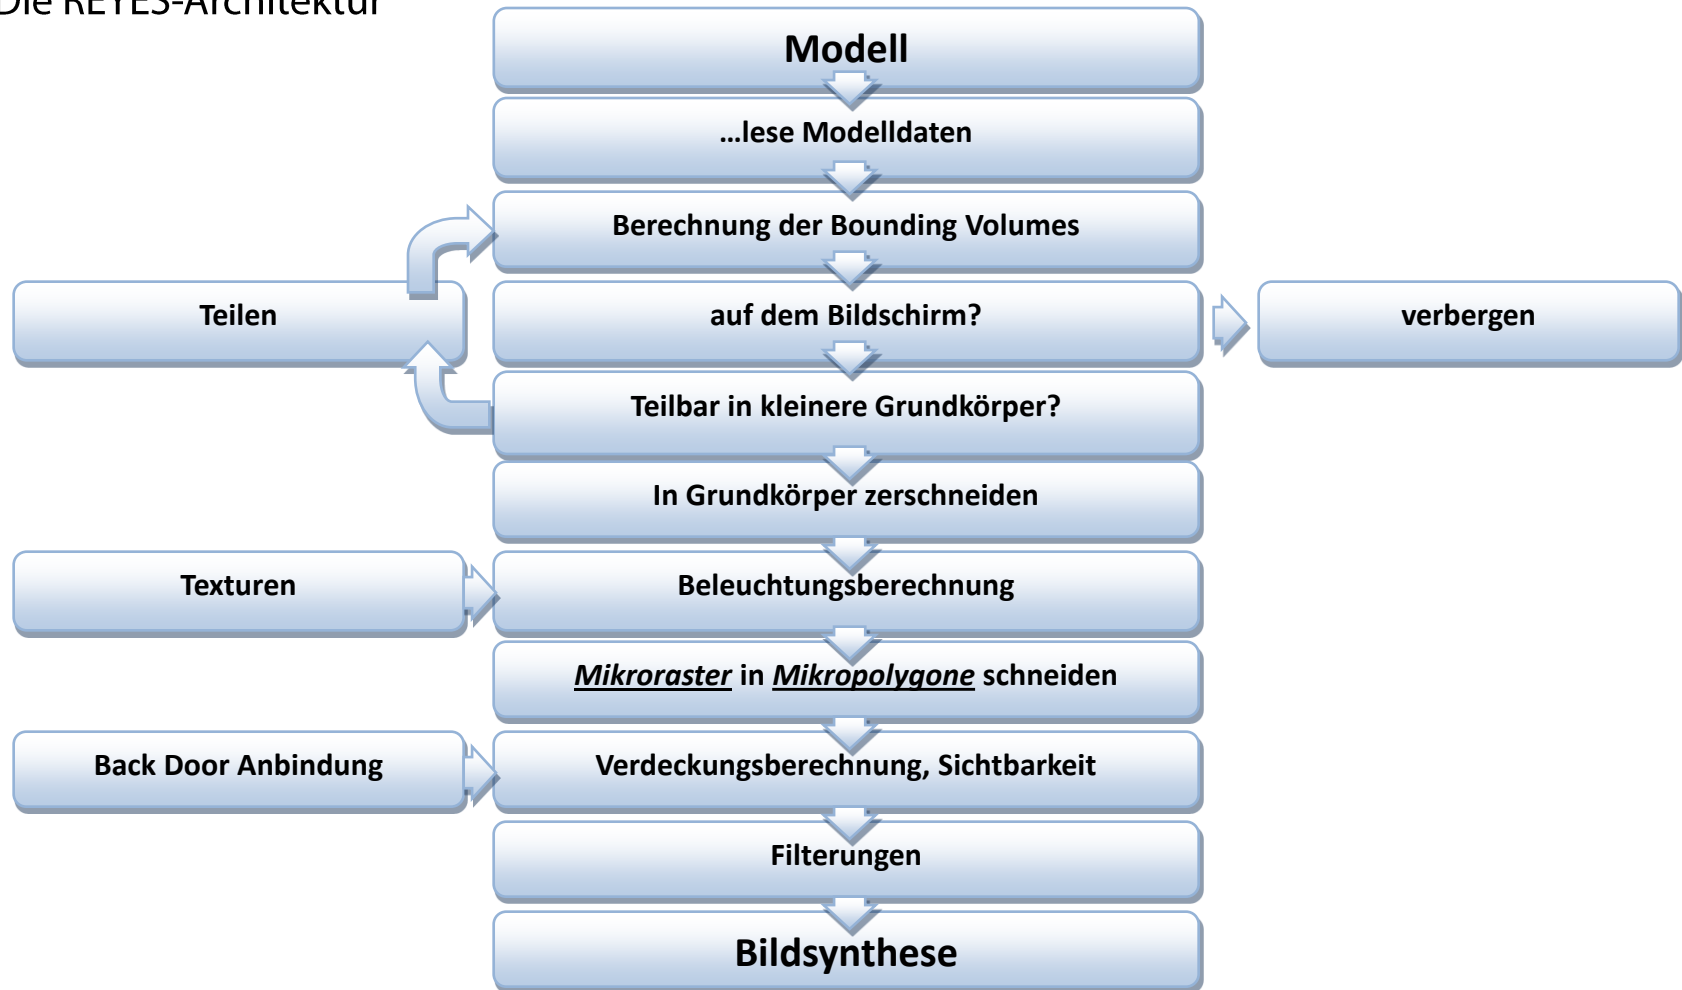 Die REYES-Architektur
Modell
…lese Modelldaten
Berechnung der Bounding Volumes
Teilen
auf dem Bildschirm?
verbergen
Teilbar in kleinere Grundkörper?
In Grundkörper zerschneiden
Texturen
Beleuchtungsberechnung
Mikroraster in Mikropolygone schneiden
Back Door Anbindung
Verdeckungsberechnung, Sichtbarkeit
Filterungen
Bildsynthese